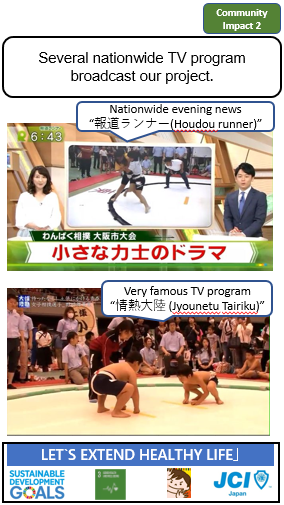 Community
Impact 2
Several nationwide TV program
broadcast our project.
Nationwide evening news
“報道ランナー(Houdou runner)”
6:43
わんぱく相撲 大阪市大会
小さな力士のドラマ
Very famous TV program
“情熱大陸 (Jyounetu Tairiku)”
LET`S EXTEND HEALTHY LIFE」
SUSTAINABLE
DEVELOPMENT
GOALS
JCI
Japan